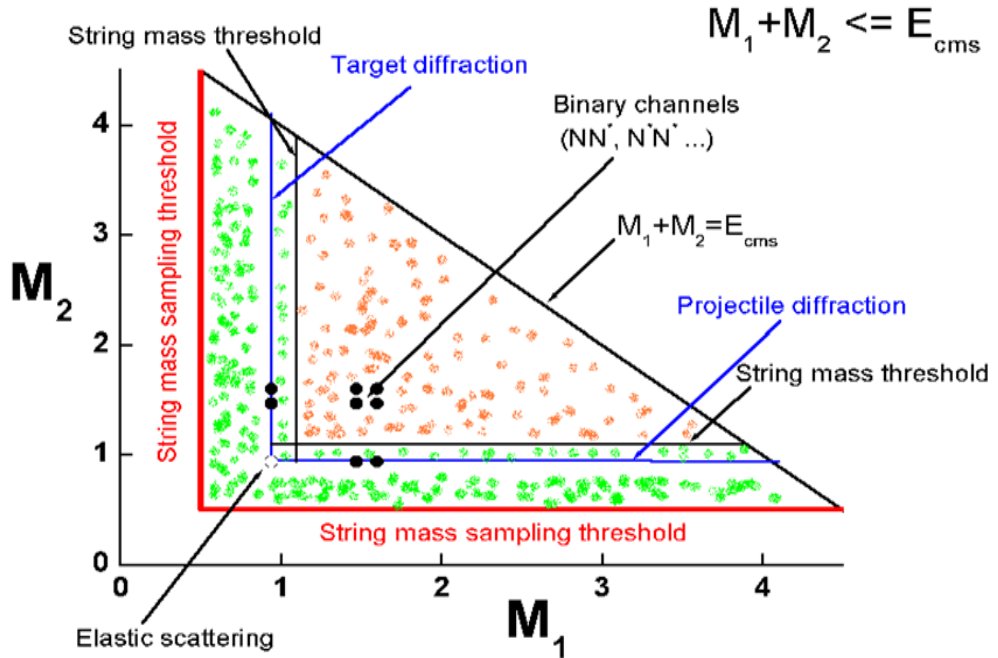 M1+M2 <= Ecms
String mass threshold
Target diffraction
Binary channels
(NN*, N*N* ...)
M1+M2=Ecms
Projectile diffraction
String mass threshold
String mass sampling threshold
M2
4
3
2
1
0
String mass sampling threshold
0 1 2 3 4
M1
Elastic scattering